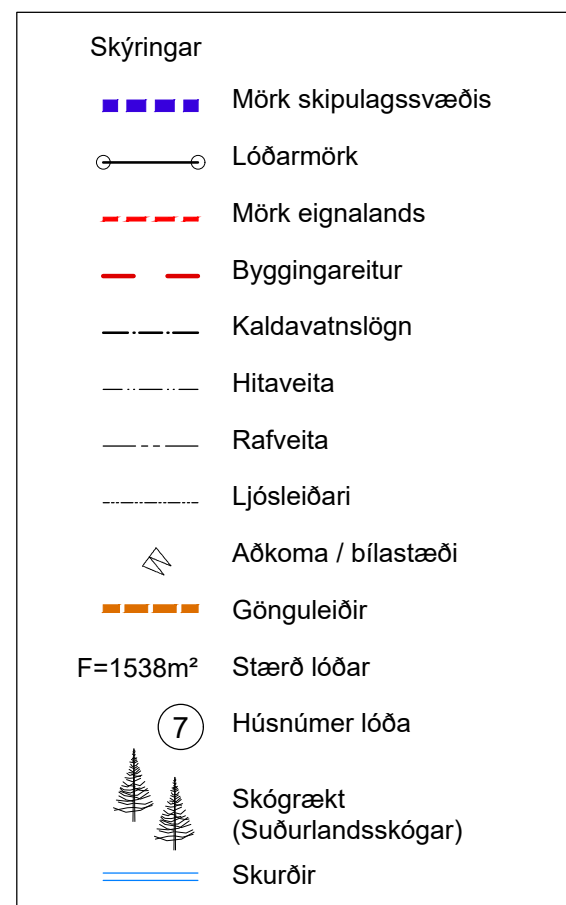 Skýringar
Mörk skipulagssvæðis
Lóðarmörk
Mörk eignalands
Byggingareitur
Kaldavatnslögn
Hitaveita
Rafveita
Ljósleiðari
Aðkoma / bílastæði
Gönguleiðir
F=1538m² Stærð lóðar
7 Húsnúmer lóða
Skógrækt
(Suðurlandsskógar)
Skurðir